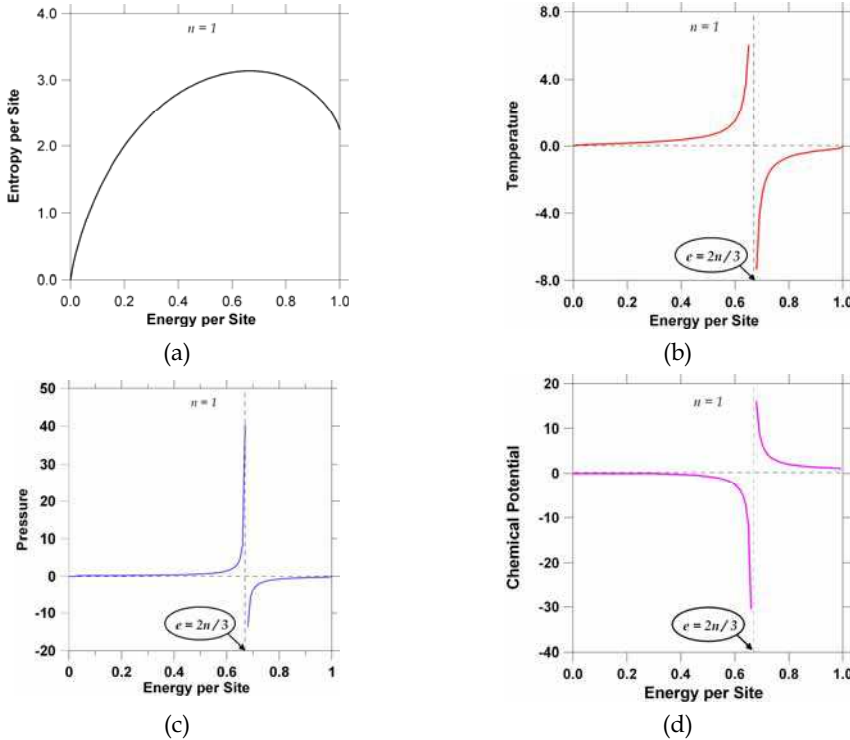 4.0
n = 1
3.0
2.0
1.0
0.0
Entropy per Site
0.0 0.2 0.4 0.6 0.8 1.0
Energy per Site
(a)
8.0
n = 1
4.0
0.0
-4.0
-8.0
Temperature
e = 2n/3
0.0 0.2 0.4 0.6 0.8 1.0
Energy per Site
(b)
50
n = 1
40
30
20
10
0
-10
-20
Pressure
e = 2n/3
0 0.2 0.4 0.6 0.8 1
Energy per Site
(c)
20
n = 1
10
0
-10
-20
-30
-40
Chemical Potential
e = 2n/3
0.0 0.2 0.4 0.6 0.8 1.0
Energy per Site
(d)